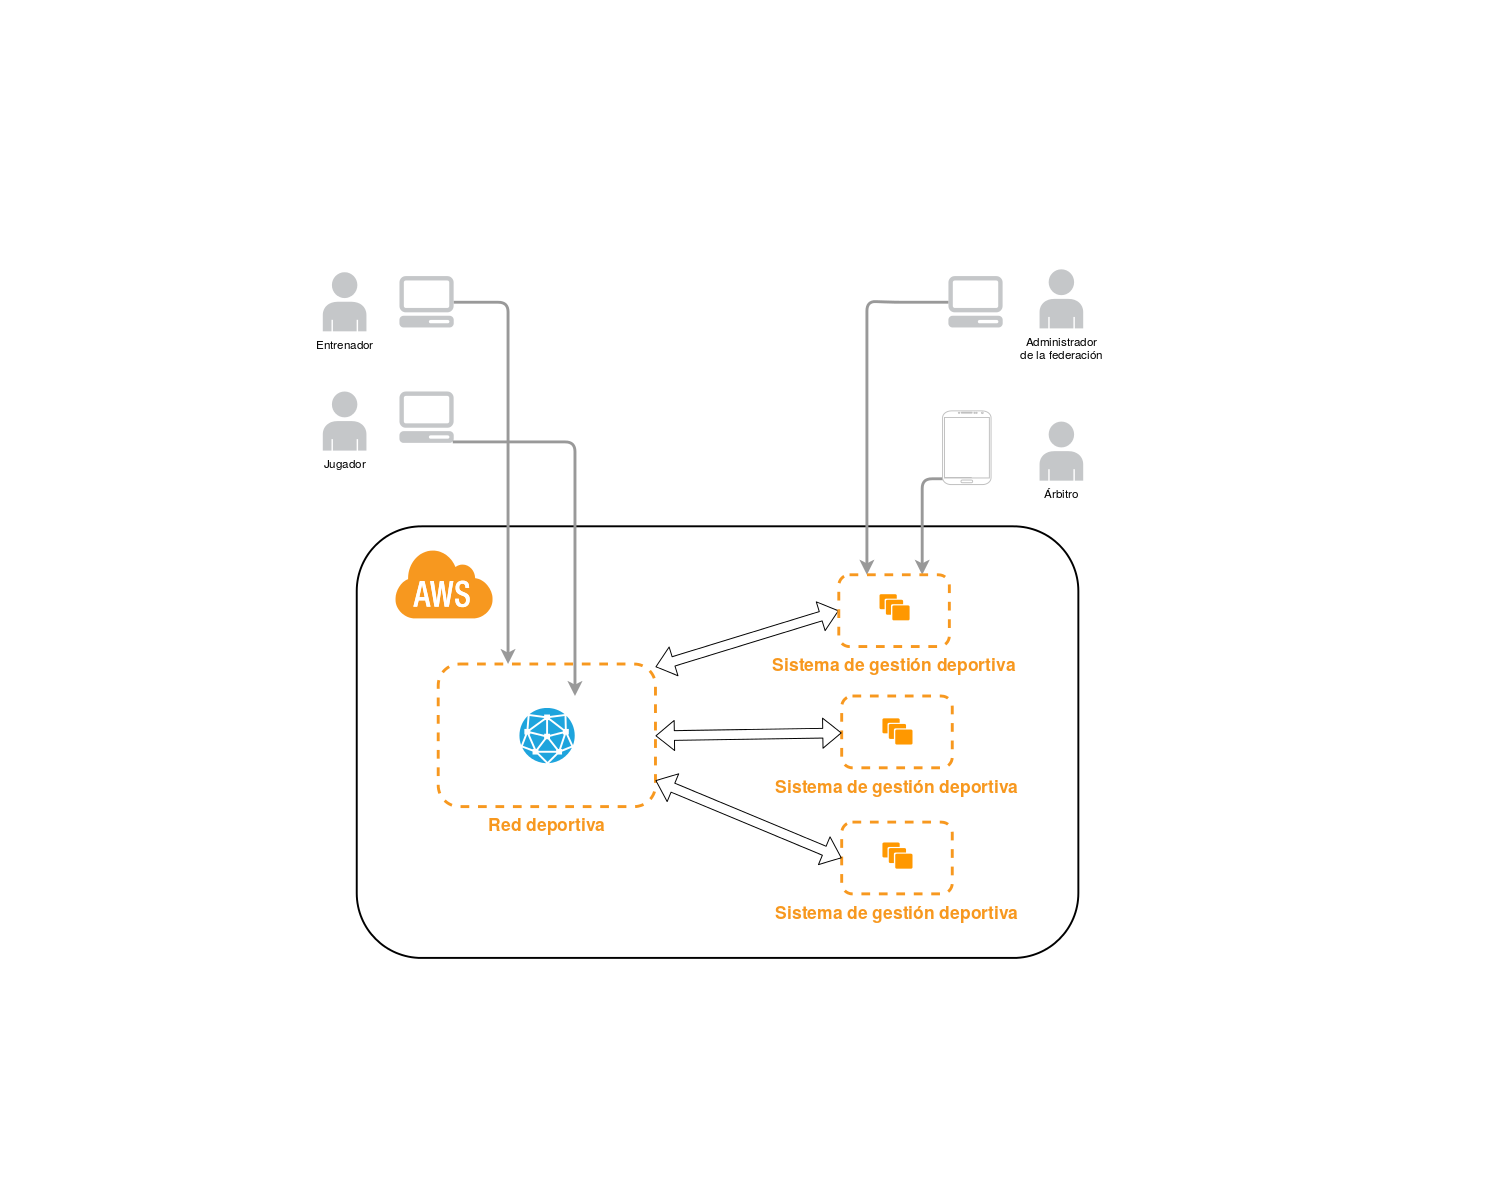 Entrenador
Administrador
de la federación
Jugador
Árbitro
AWS
Sistema de gestión deportiva
Sistema de gestión deportiva
Red deportiva
Sistema de gestión deportiva